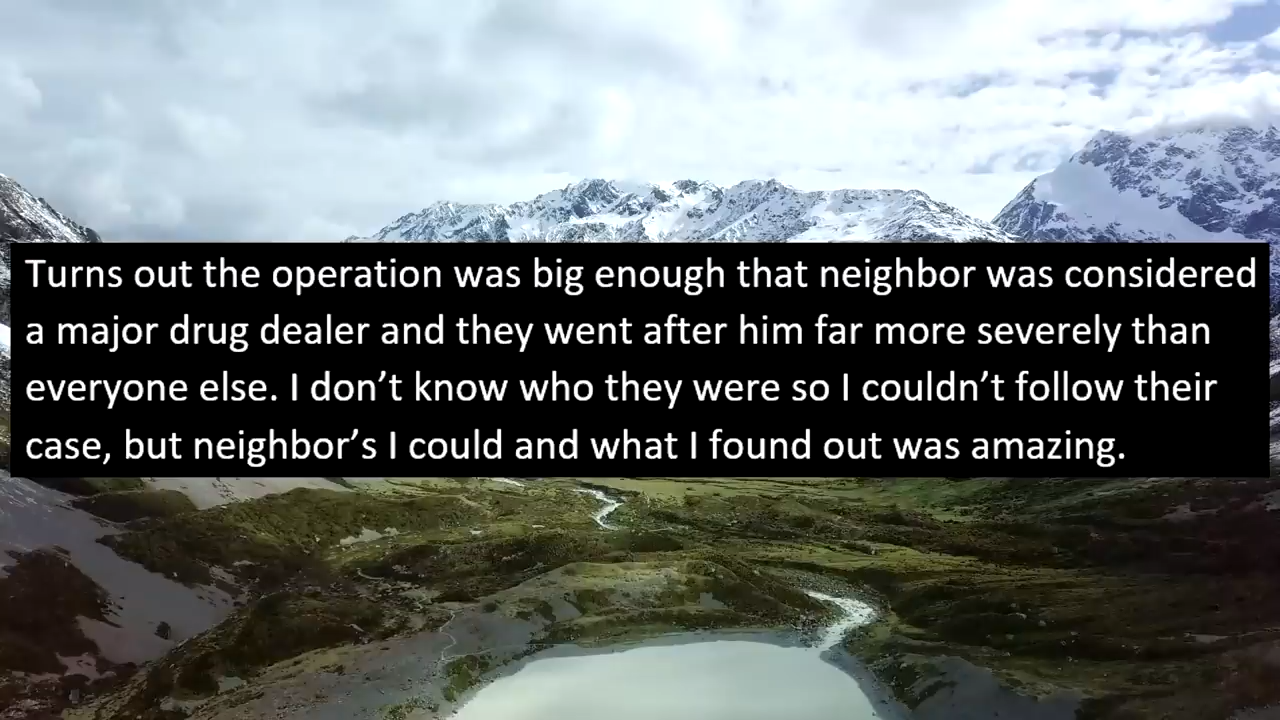 Turns out the operation was big enough that neighbor was considered
a major drug dealer and they went after him far more severely than
everyone else. I don’t know who they were so I couldn’t follow their
case, but neighbor’s I could and what I found out was amazing.